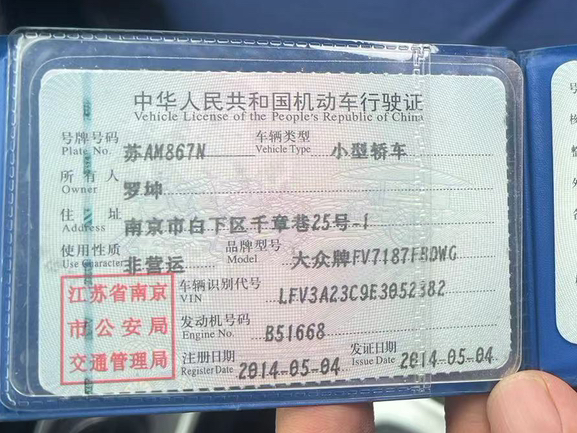 中华人民共和国机动车行驶证
Vehicle License of the People's Republic of China
号牌号码 苏AM867N 车辆类型 小型轿车
Plate No. Vehicle Type
所有人 罗坤
Owner
住址 南京市白下区千章巷25号-1
Address
使用性质 非营运 品牌型号 大众牌FV7187FBDWG
Use Character Model
江苏省南京
市公安局
交通管理局
车辆识别代号 LFV3A23C9E3052382
VIN
发动机号码 B51668
Engine No.
注册日期 2014-05-04 发证日期 2014-05-04
Register Date Issue Date
号